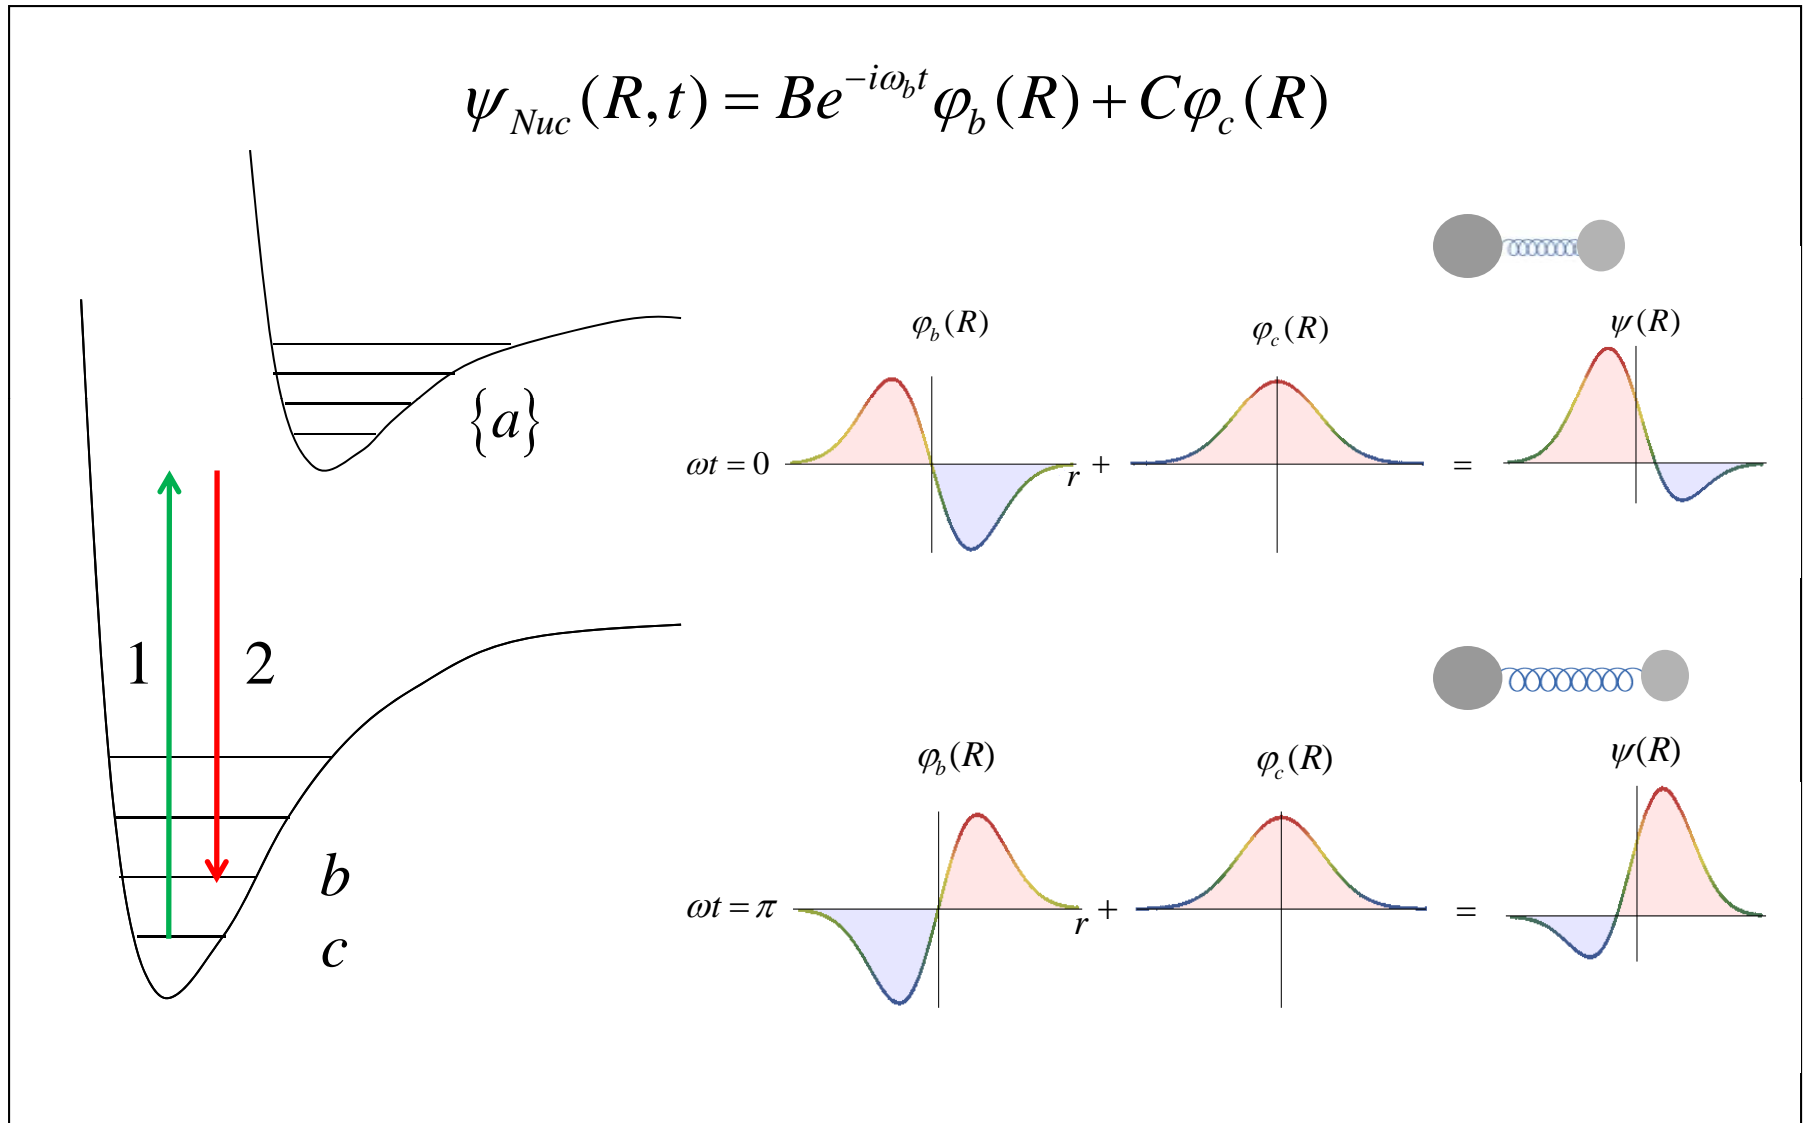 ψ_Nuc(R,t) = Be^{-iω_b t}φ_b(R) + Cφ_c(R)
{a}
1 2
b
c
φ_b(R) φ_c(R) ψ(R)
ωt = 0 r + =
φ_b(R) φ_c(R) ψ(R)
ωt = π r + =